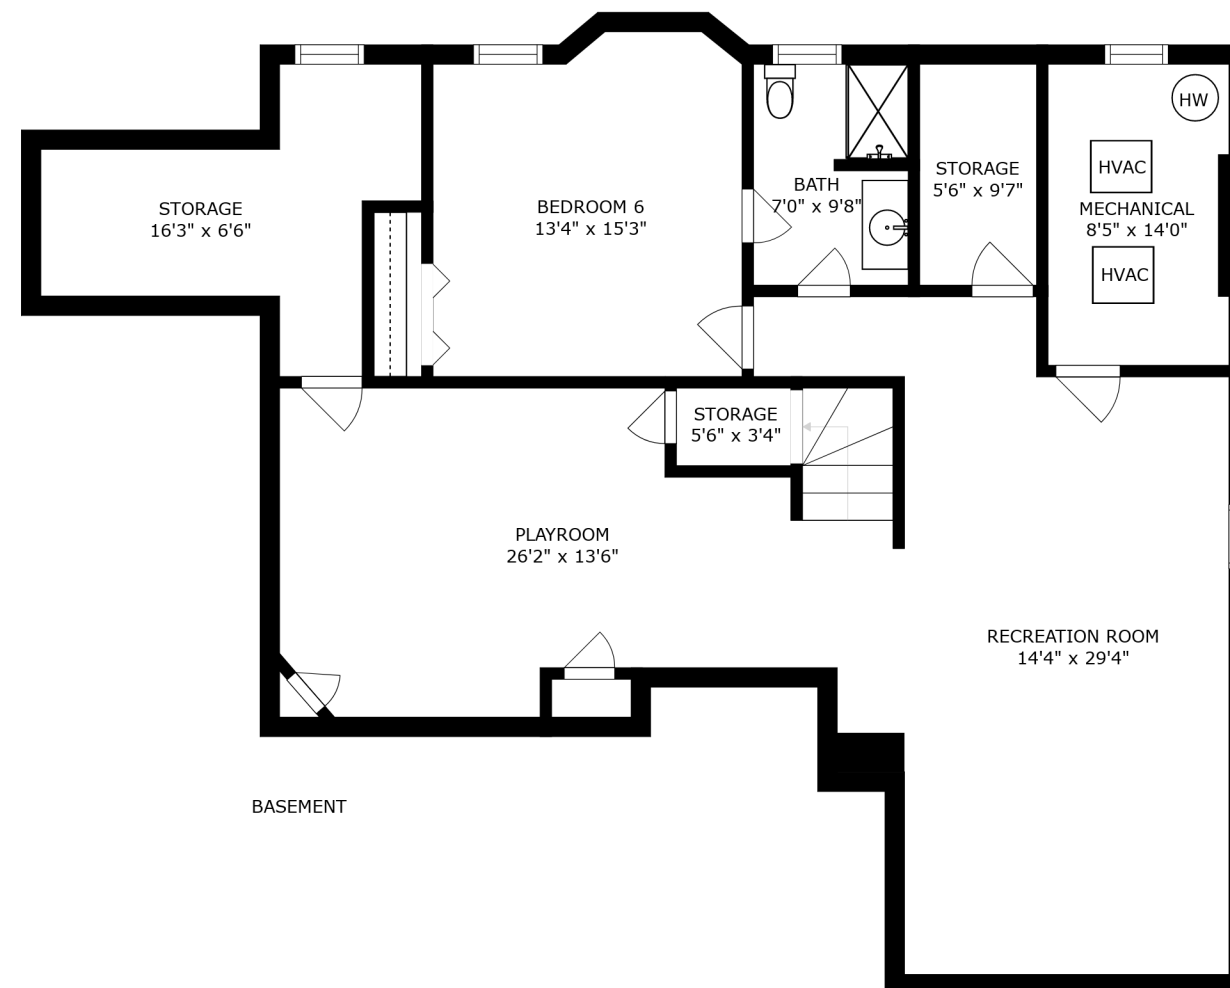 STORAGE
16'3" x 6'6"
BEDROOM 6
13'4" x 15'3"
BATH
7'0" x 9'8"
STORAGE
5'6" x 9'7"
HW
HVAC
MECHANICAL
8'5" x 14'0"
HVAC
STORAGE
5'6" x 3'4"
PLAYROOM
26'2" x 13'6"
RECREATION ROOM
14'4" x 29'4"
BASEMENT